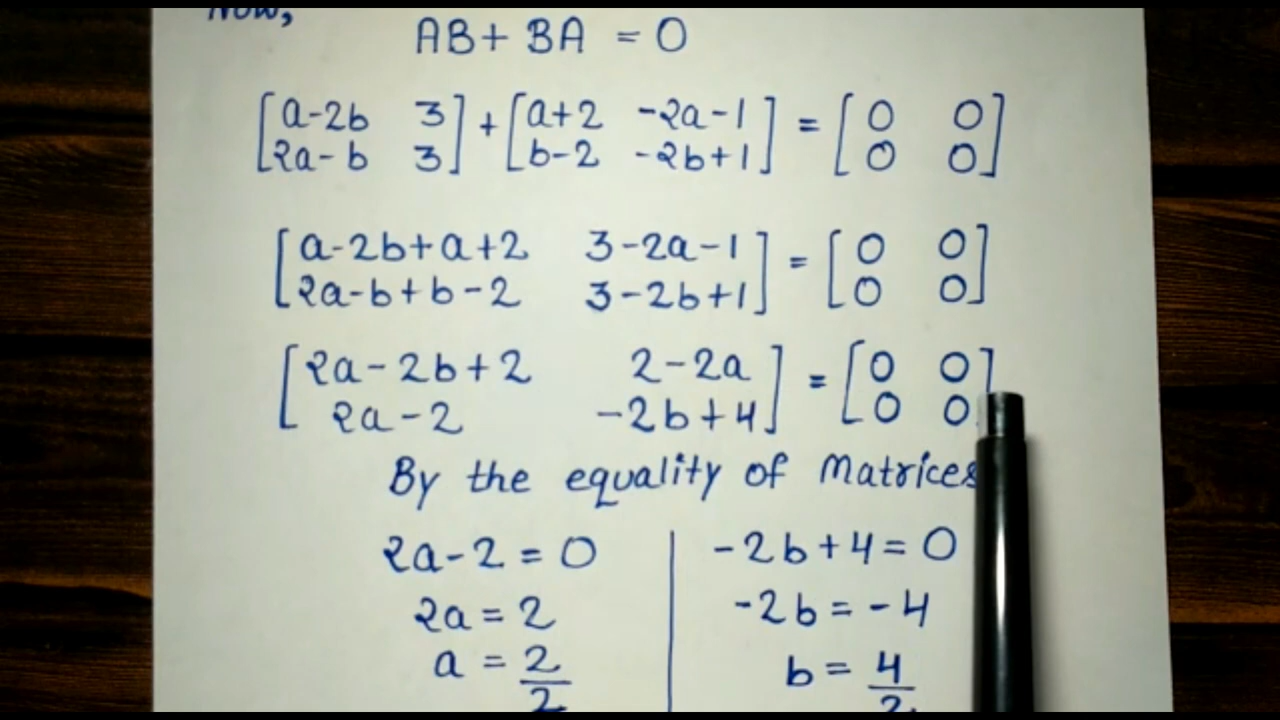 Now,
AB + BA = 0
[a-2b 3] + [a+2 -2a-1] = [0 0]
[2a-b 3] [b-2 -2b+1] [0 0]
[a-2b+a+2 3-2a-1] = [0 0]
[2a-b+b-2 3-2b+1] [0 0]
[2a-2b+2 2-2a] = [0 0]
[2a-2 -2b+4] [0 0]
By the equality of Matrices
2a-2 = 0 | -2b+4 = 0
2a = 2 | -2b = -4
a = 2/2 | b = 4/2